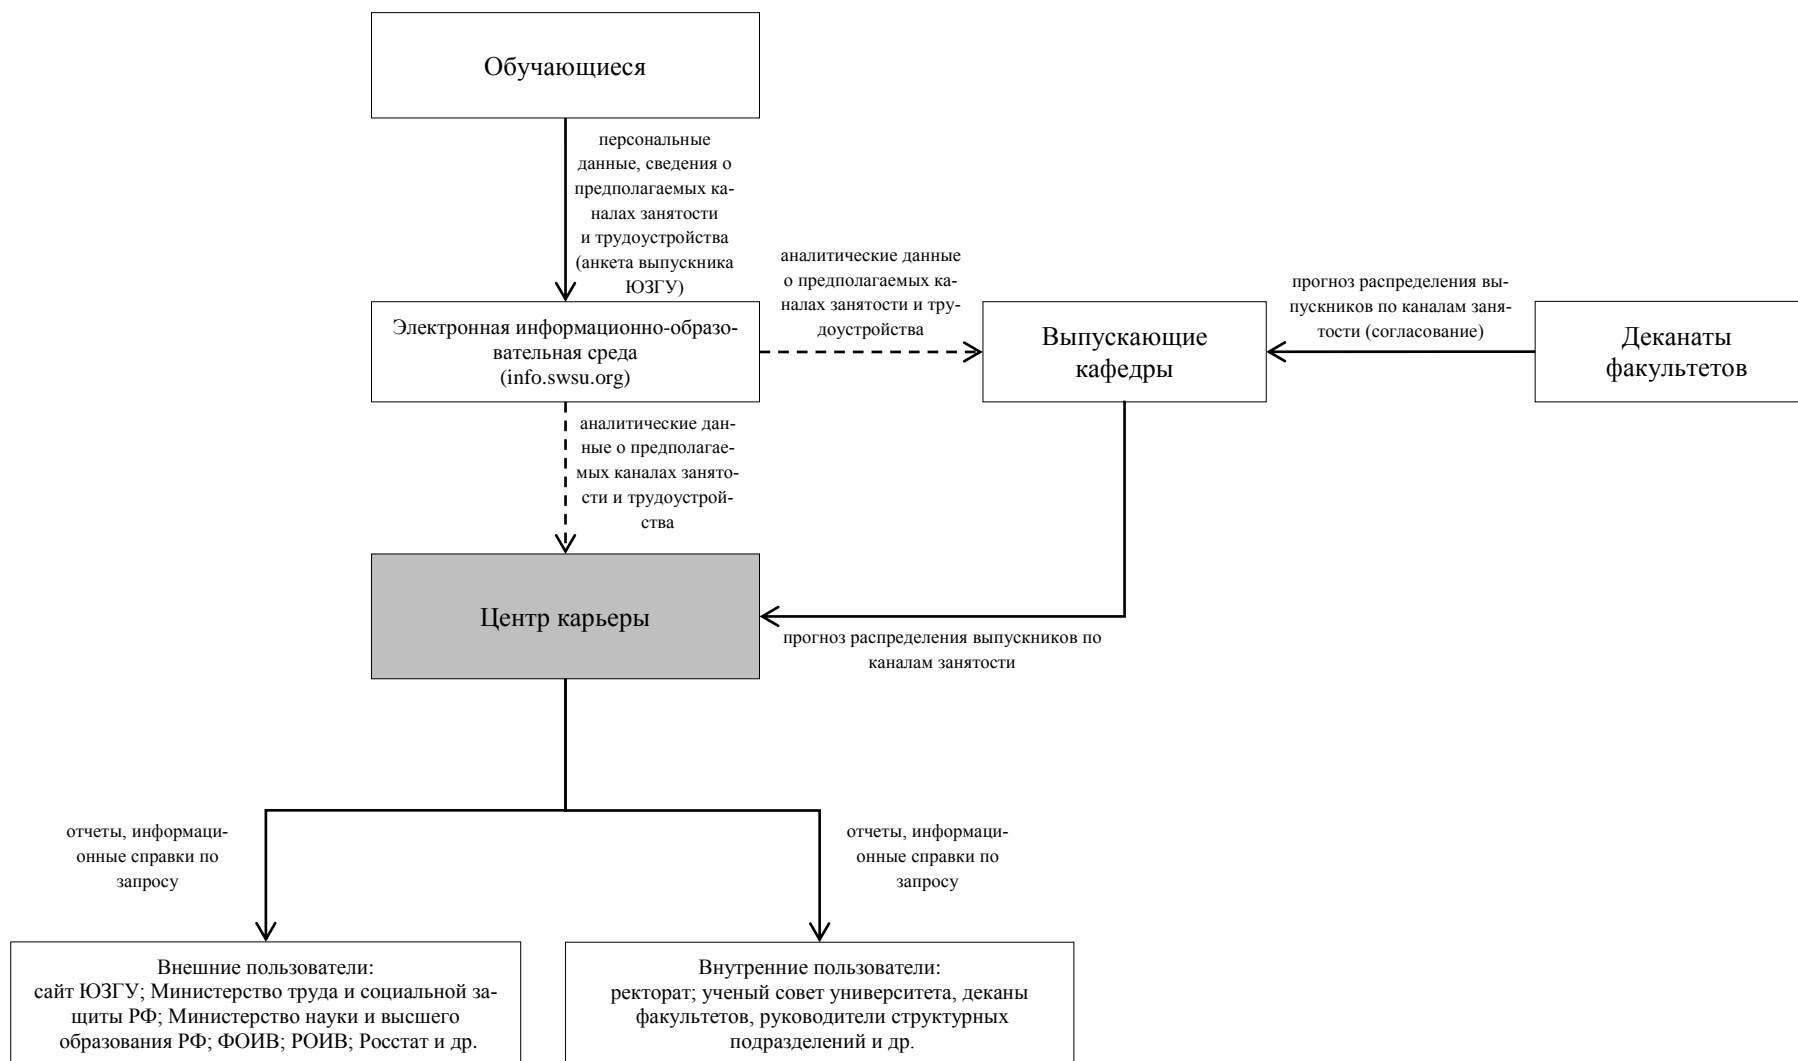 Обучающиеся
персональные
данные, сведения о
предполагаемых ка-
налах занятости
и трудоустройства
(анкета выпускника
ЮЗГУ)
аналитические данные
о предполагаемых ка-
налах занятости и тру-
доустройства
прогноз распределения вы-
пускников по каналам заня-
тости (согласование)
Электронная информационно-образо-
вательная среда
(info.swsu.org)
Выпускающие
кафедры
Деканаты
факультетов
аналитические дан-
ные о предполагае-
мых каналах занято-
сти и трудоустрой-
ства
Центр карьеры
прогноз распределения выпускников по
каналам занятости
отчеты, информаци-
онные справки по
запросу
отчеты, информаци-
онные справки по
запросу
Внешние пользователи:
сайт ЮЗГУ; Министерство труда и социальной за-
щиты РФ; Министерство науки и высшего
образования РФ; ФОИВ; РОИВ; Росстат и др.
Внутренние пользователи:
ректорат; ученый совет университета, деканы
факультетов, руководители структурных
подразделений и др.